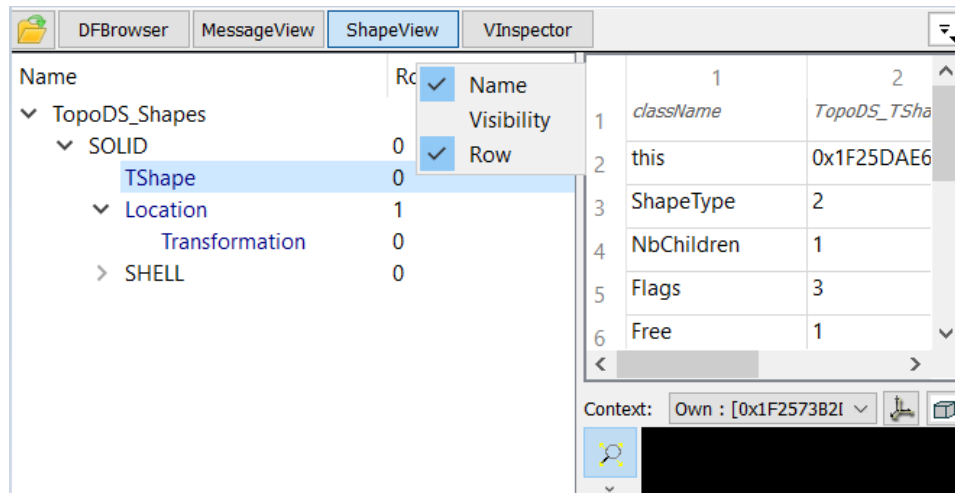 DFBrowser MessageView ShapeView VInspector
Name Ro
Name
Visibility
Row
TopoDS_Shapes
SOLID 0
TShape 0
Location 1
Transformation 0
SHELL 0
1 2
1 className TopoDS_TSha
2 this 0x1F25DAE6
3 ShapeType 2
4 NbChildren 1
5 Flags 3
6 Free 1
Context: Own : [0x1F2573B2